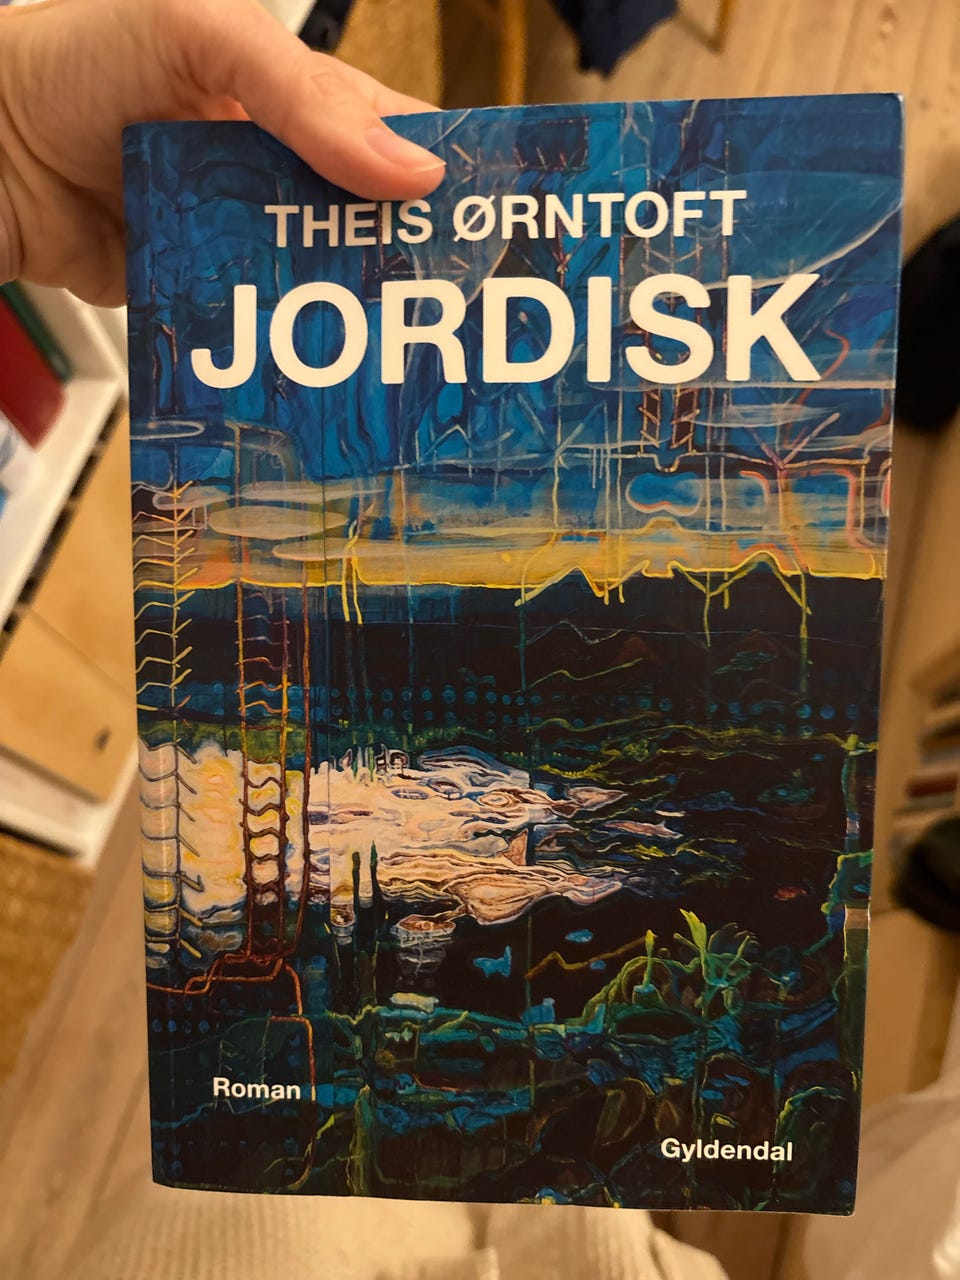 THEIS ØRNTOFT
JORDISK
Roman
Gyldendal